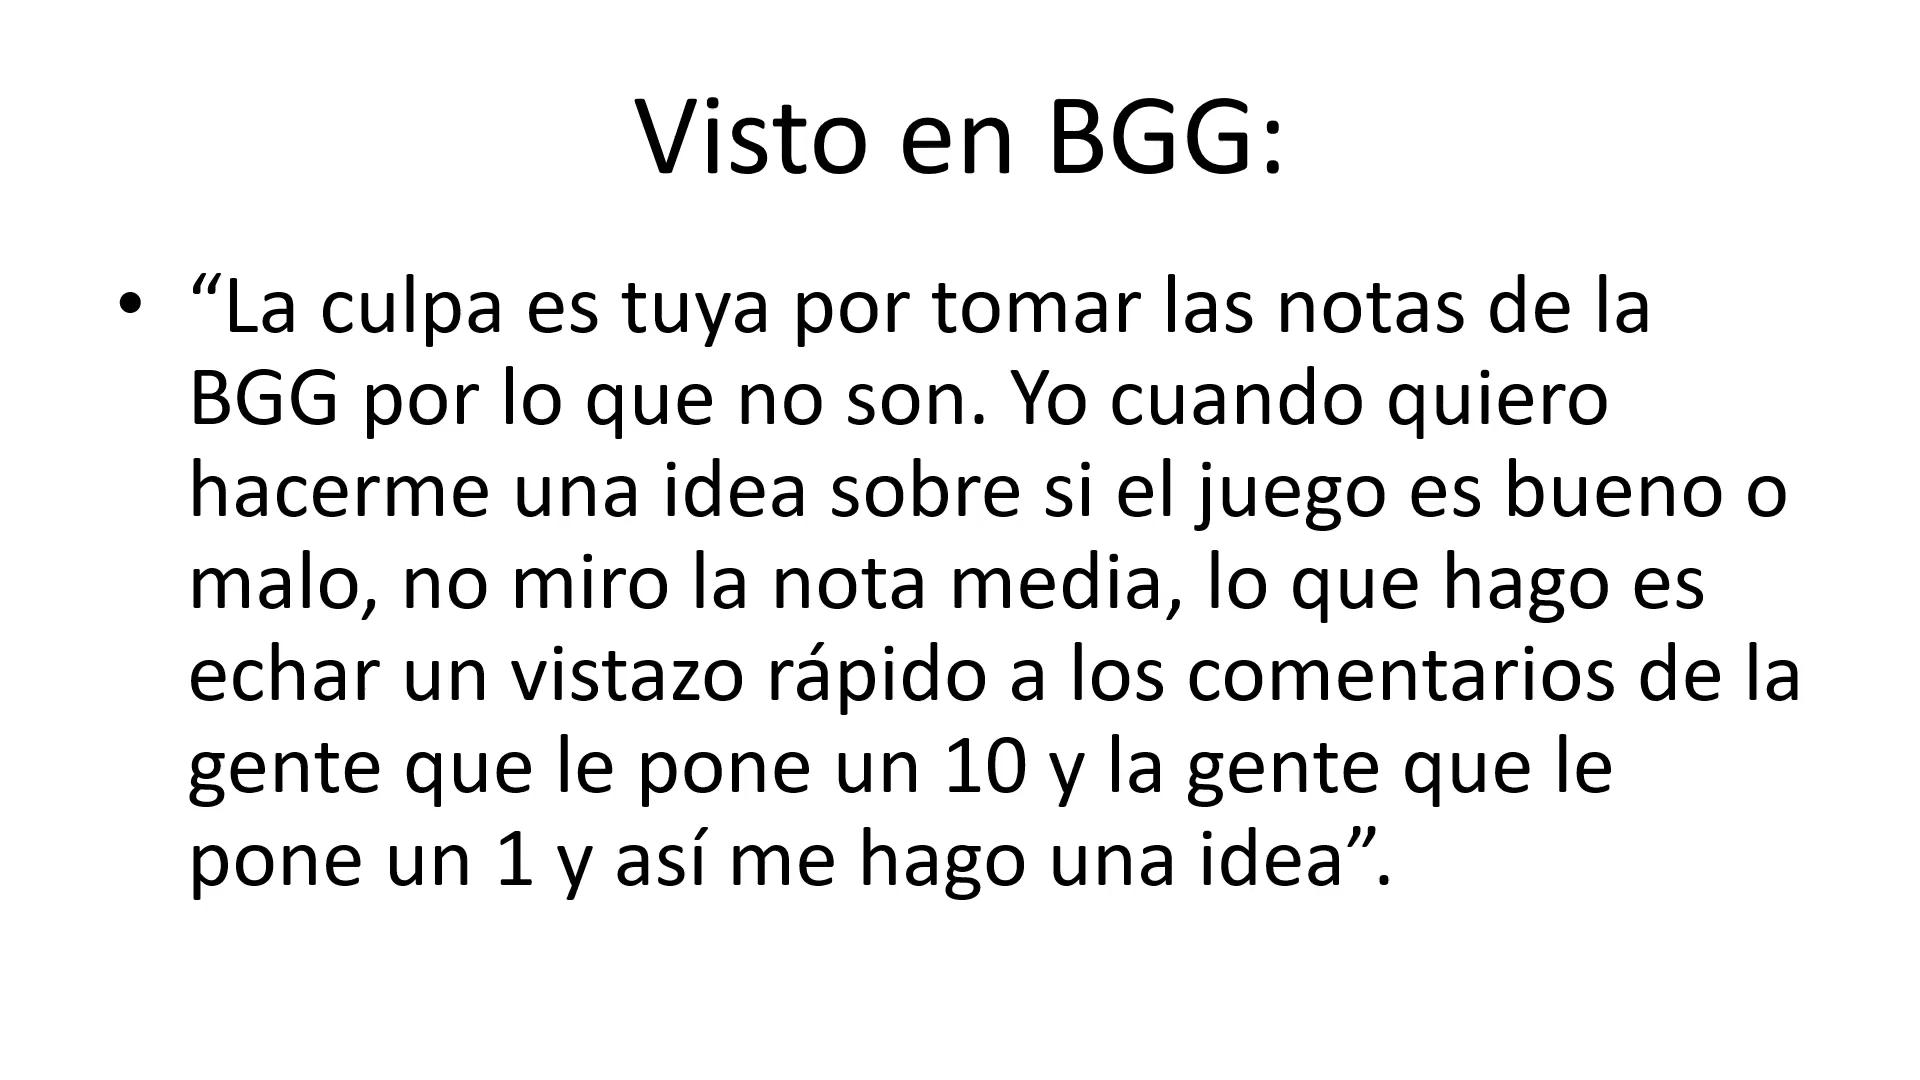 Visto en BGG:
• “La culpa es tuya por tomar las notas de la
BGG por lo que no son. Yo cuando quiero
hacerme una idea sobre si el juego es bueno o
malo, no miro la nota media, lo que hago es
echar un vistazo rápido a los comentarios de la
gente que le pone un 10 y la gente que le
pone un 1 y así me hago una idea”.